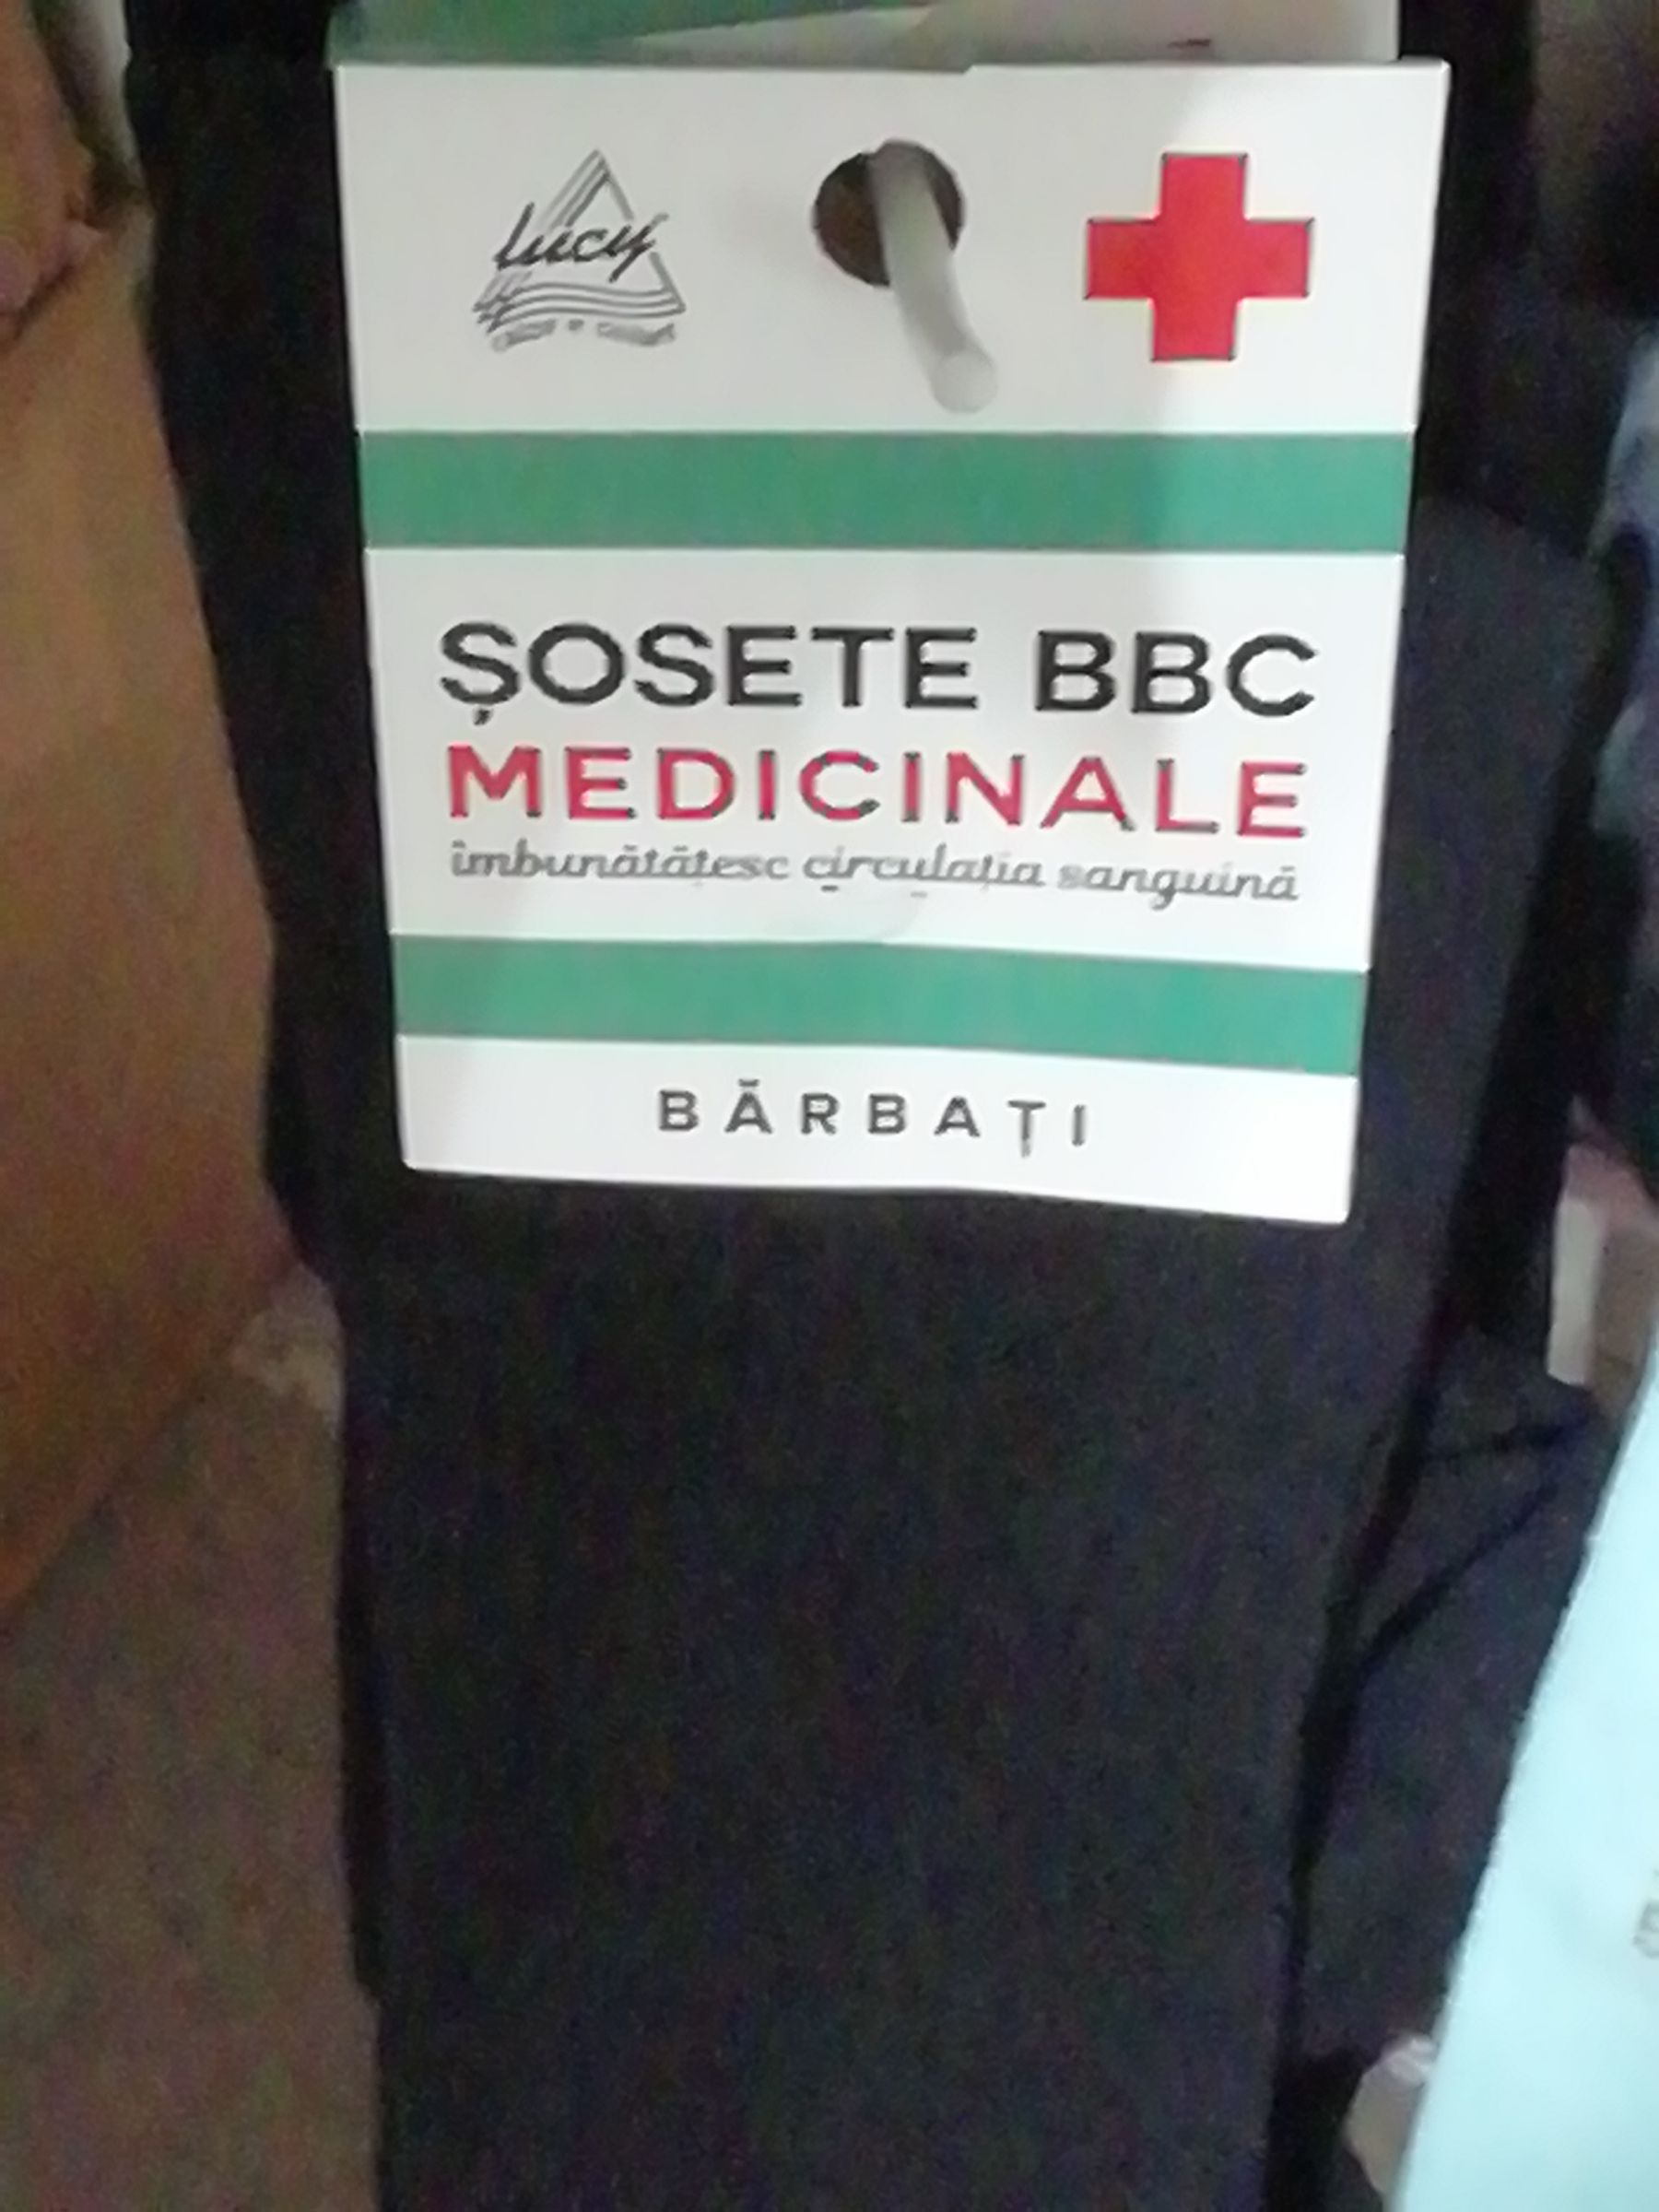 Lucy
ȘOSETE BBC
MEDICINALE
îmbunătățesc circulația sanguină
BĂRBAȚI